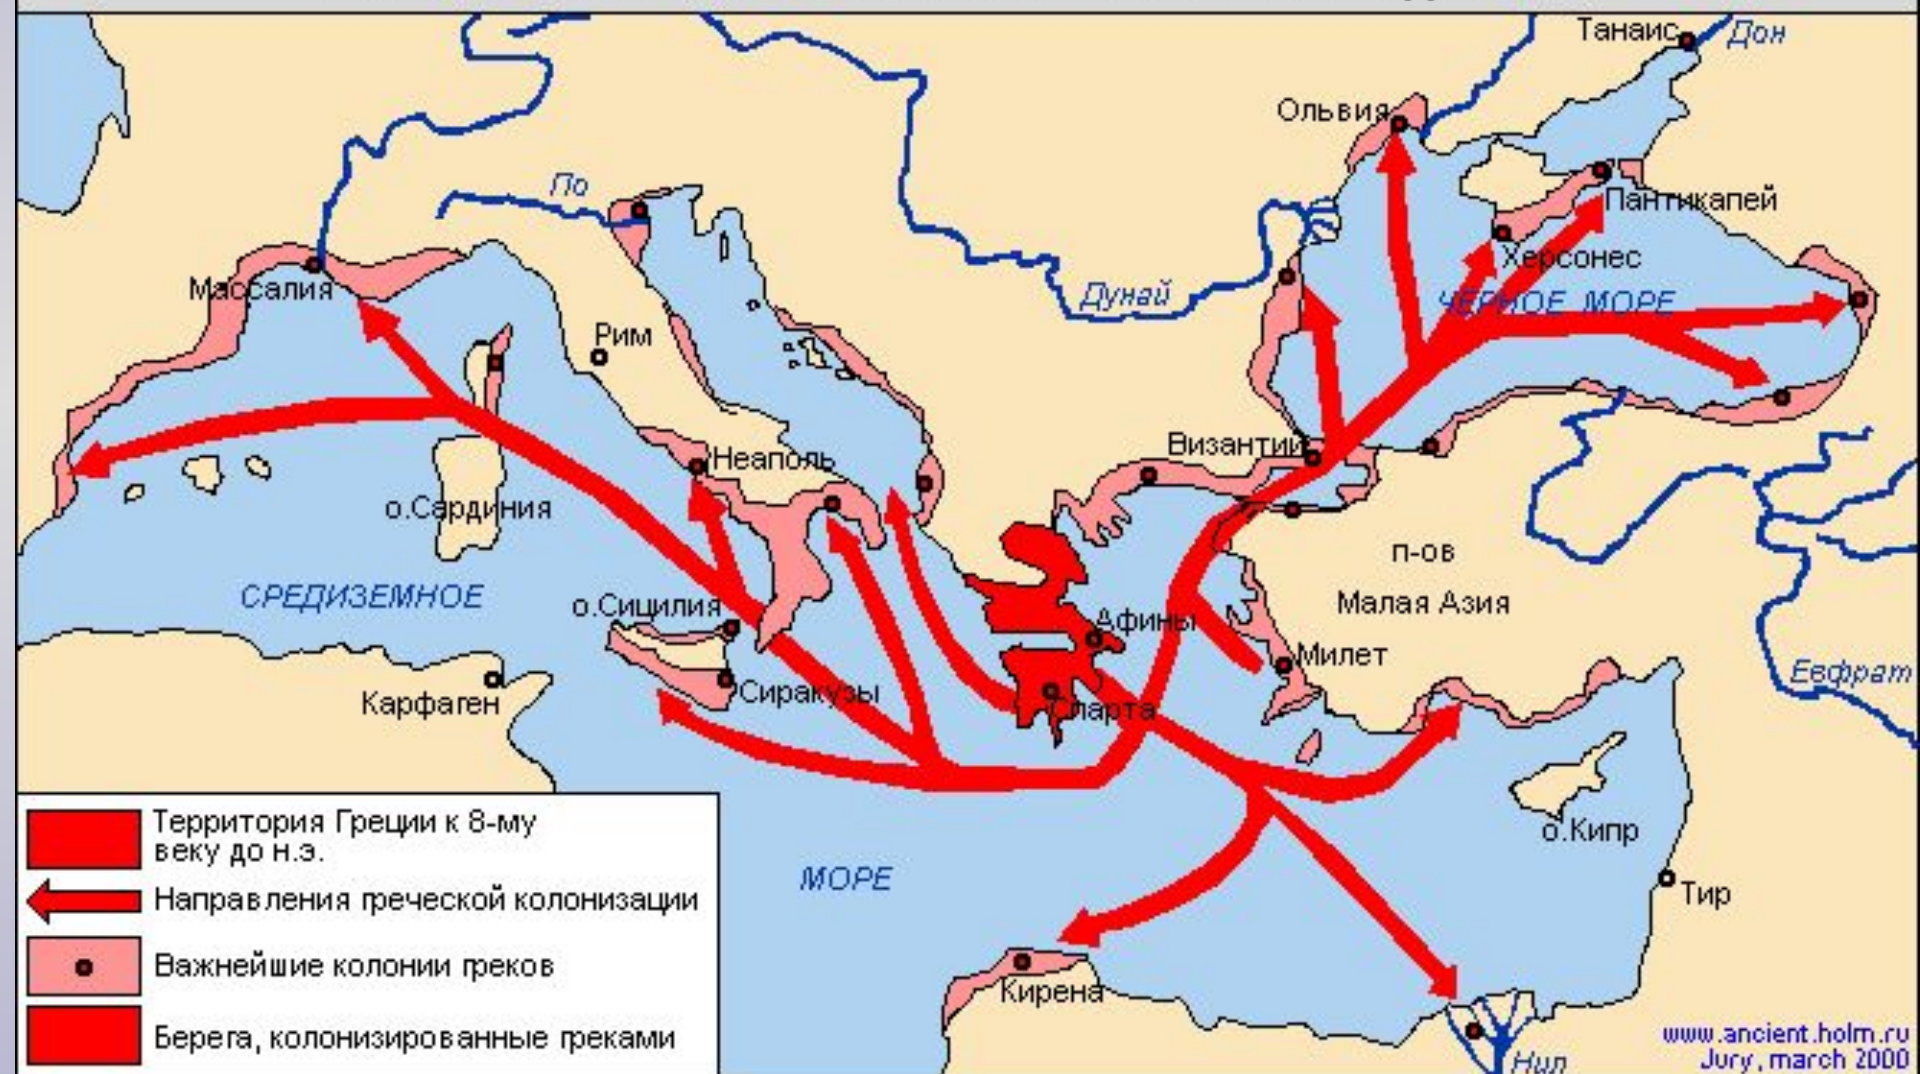 Танаис
Дон
Ольвия
По
Пантикапей
Массалия
Херсонес
Дунай
ЧЕРНОЕ МОРЕ
Рим
Византий
Неаполь
о.Сардиния
п-ов
Малая Азия
СРЕДИЗЕМНОЕ
о.Сицилия
Афины
Милет
Евфрат
Карфаген
Сиракузы
Спарта
о.Кипр
МОРЕ
Тир
Кирена
Нил
Территория Греции к 8-му
веку до н.э.
Направления греческой колонизации
Важнейшие колонии греков
Берега, колонизированные греками
www.ancient.holm.ru
Jury, march 2000